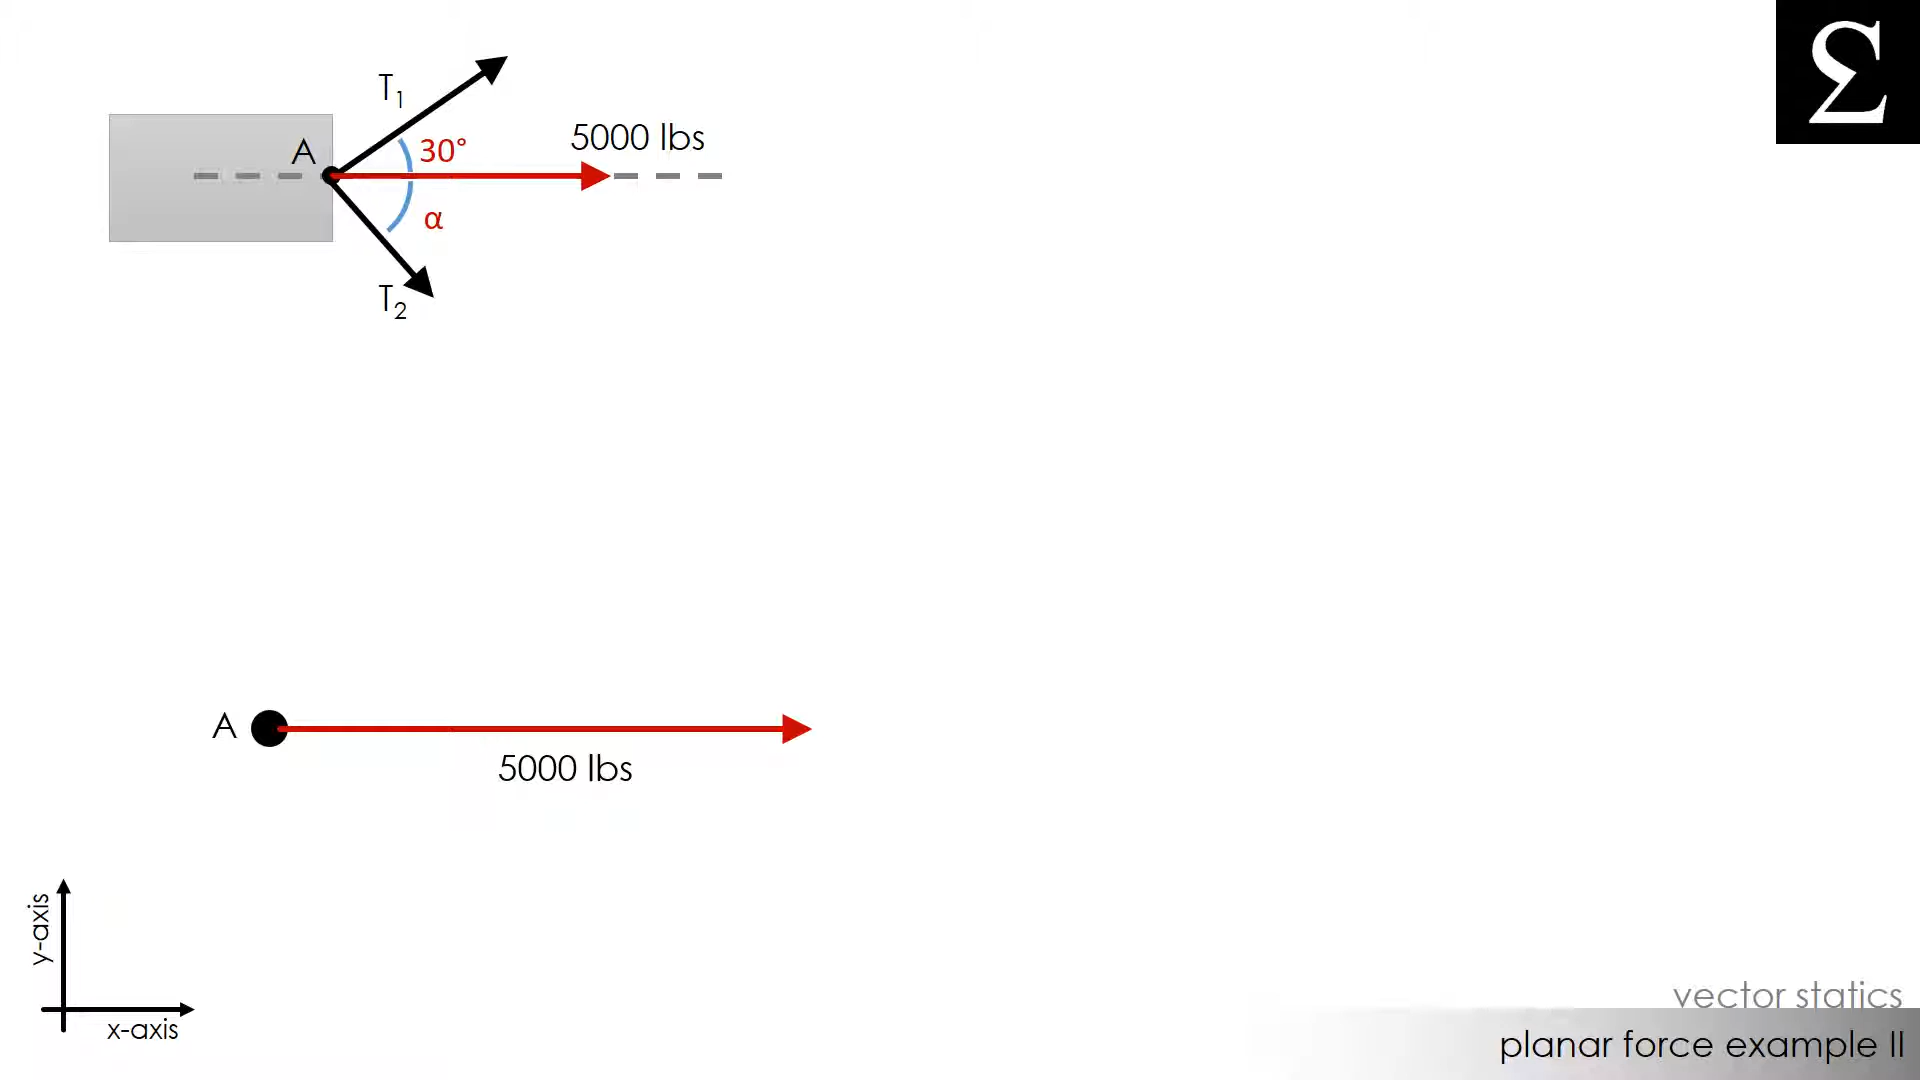 T1
5000 lbs
A
30°
α
T2
A
5000 lbs
y-axis
x-axis
Σ
vector statics
planar force example II